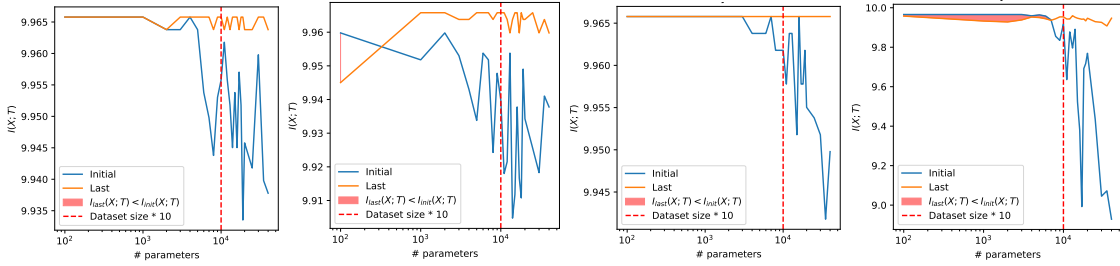 9.965
9.960
9.955
9.950
9.945
9.940
9.935
I(X; T)
Initial
Last
I_last(X; T) < I_init(X; T)
Dataset size * 10
10^2
10^3
10^4
# parameters
9.96
9.95
9.94
9.93
9.92
9.91
I(X; T)
Initial
Last
I_last(X; T) < I_init(X; T)
Dataset size * 10
10^2
10^3
10^4
# parameters
9.965
9.960
9.955
9.950
9.945
I(X; T)
Initial
Last
I_last(X; T) < I_init(X; T)
Dataset size * 10
10^2
10^3
10^4
# parameters
10.0
9.8
9.6
9.4
9.2
9.0
I(X; T)
Initial
Last
I_last(X; T) < I_init(X; T)
Dataset size * 10
10^2
10^3
10^4
# parameters